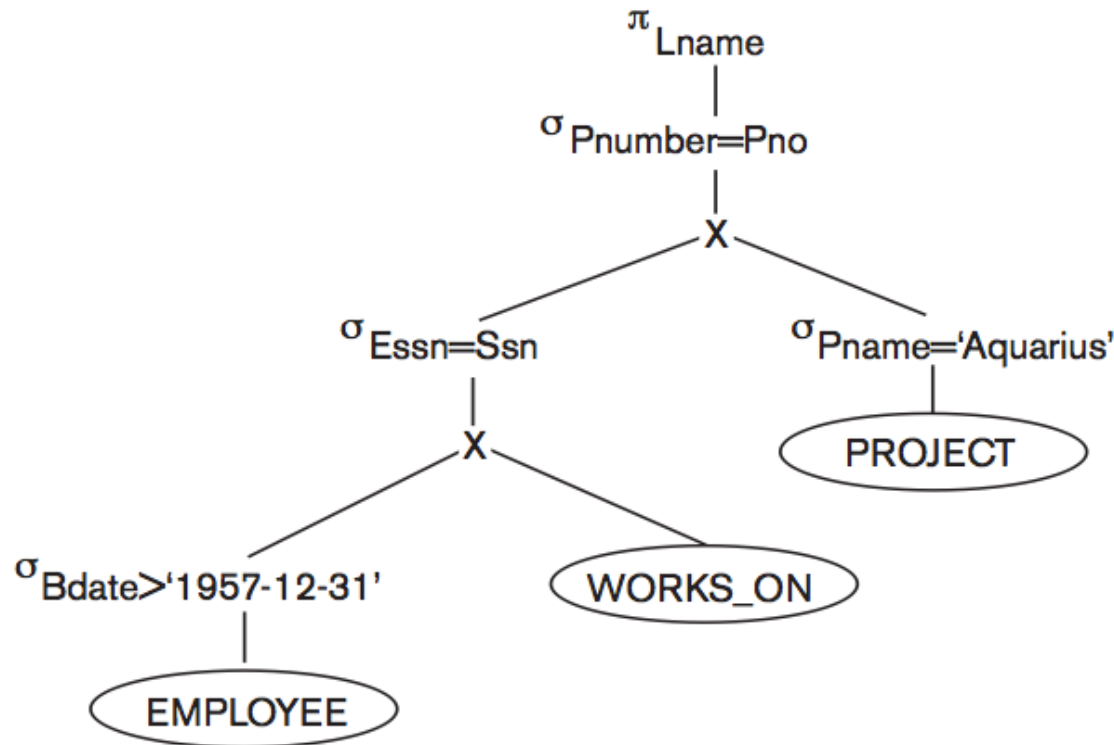 π Lname
σ Pnumber=Pno
X
σ Essn=Ssn
σ Pname=‘Aquarius’
X
PROJECT
σ Bdate>‘1957-12-31’
WORKS_ON
EMPLOYEE